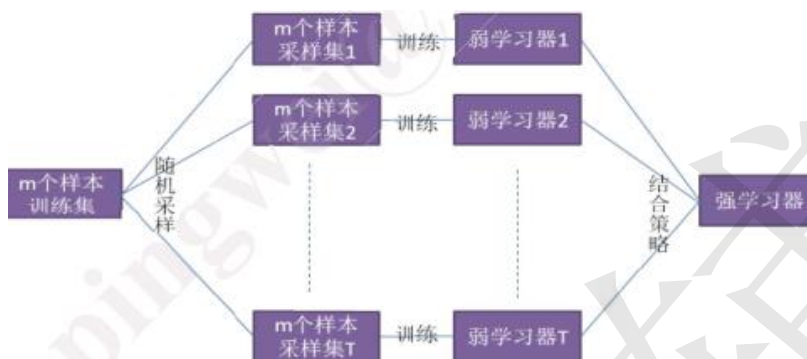 m个样本
训练集
随机采样
m个样本
采样集1
训练
弱学习器1
m个样本
采样集2
训练
弱学习器2
m个样本
采样集T
训练
弱学习器T
结合策略
强学习器